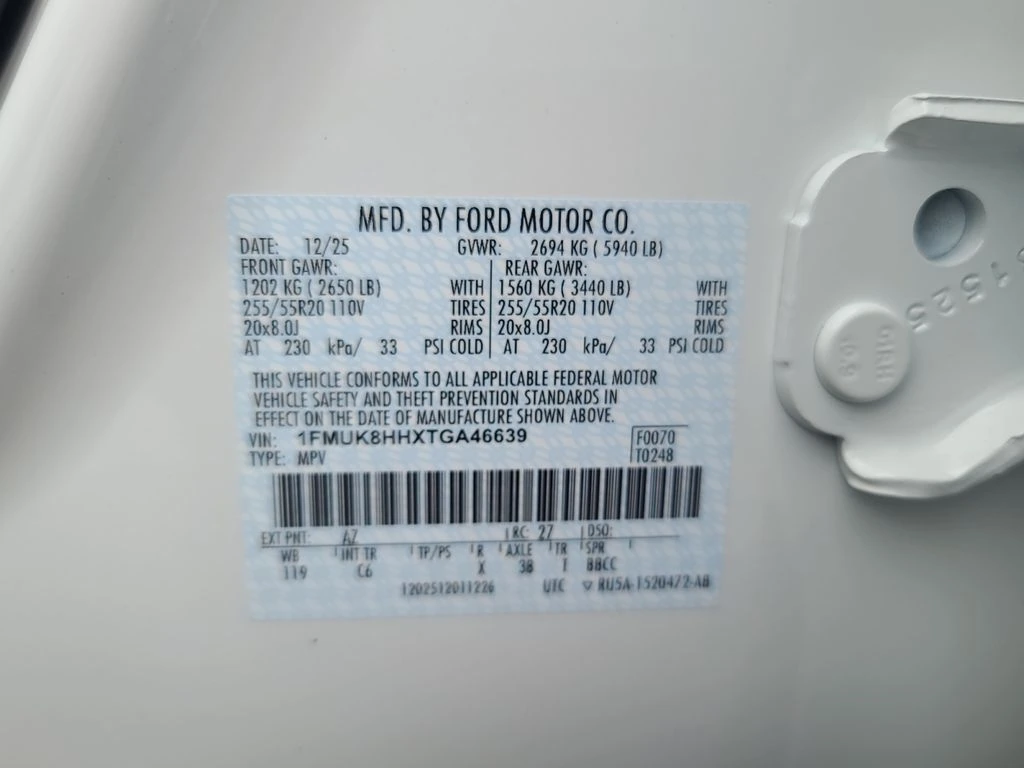 MFD. BY FORD MOTOR CO.
DATE: 12/25 GVWR: 2694 KG ( 5940 LB)
FRONT GAWR: REAR GAWR:
1202 KG ( 2650 LB) WITH 1560 KG ( 3440 LB) WITH
255/55R20 110V TIRES 255/55R20 110V TIRES
20x8.0J RIMS 20x8.0J RIMS
AT 230 kPa/ 33 PSI COLD AT 230 kPa/ 33 PSI COLD
THIS VEHICLE CONFORMS TO ALL APPLICABLE FEDERAL MOTOR
VEHICLE SAFETY AND THEFT PREVENTION STANDARDS IN
EFFECT ON THE DATE OF MANUFACTURE SHOWN ABOVE.
VIN: 1FMUK8HHXTGA46639 F0070
TYPE: MPV T0248
EXT PNT: AZ RC: 27 DSO:
WB INT TR TP/PS R AXLE TR SPR
119 C6 X 38 T BBCC
1202512011226 UTC ▽ RU5A-1520472-AB
51525